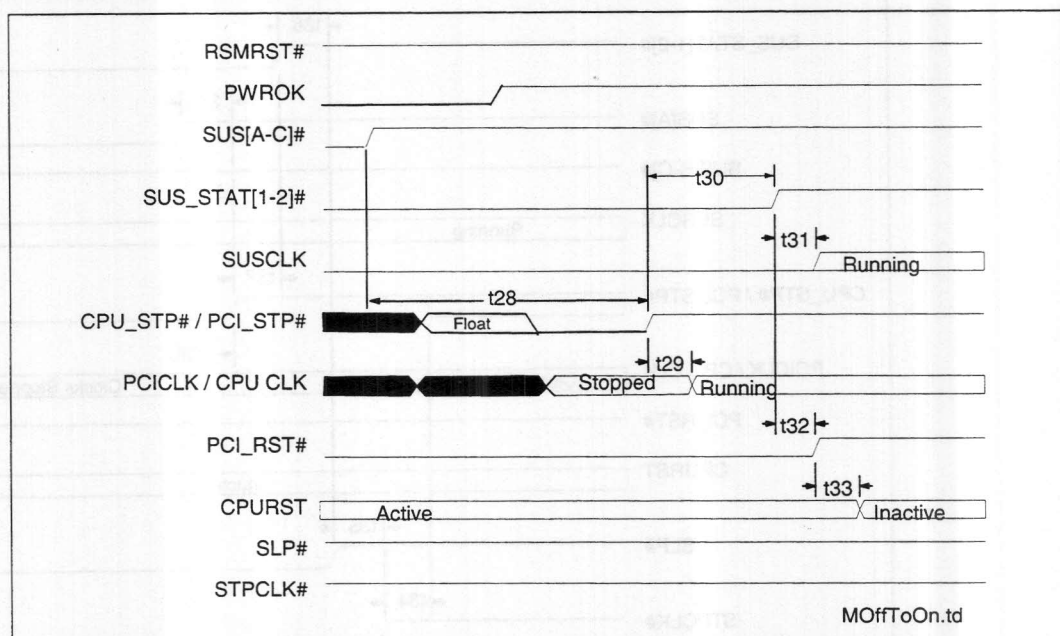 RSMRST#
PWROK
SUS[A-C]#
t30
SUS_STAT[1-2]#
t31
SUSCLK
Running
t28
CPU_STP# / PCI_STP#
Float
t29
PCICLK / CPU CLK
Stopped
Running
t32
PCI_RST#
t33
CPURST
Active
Inactive
SLP#
STPCLK#
MOffToOn.td